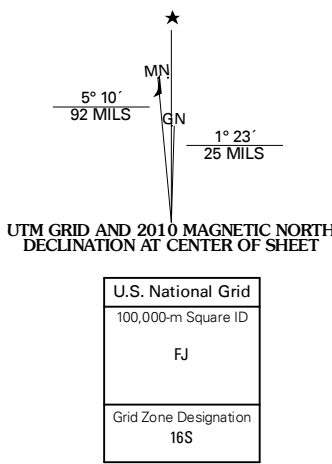 MN
5° 10´
92 MILS
GN
1° 23´
25 MILS
UTM GRID AND 2010 MAGNETIC NORTH
DECLINATION AT CENTER OF SHEET
U.S. National Grid
100,000-m Square ID
FJ
Grid Zone Designation
16S